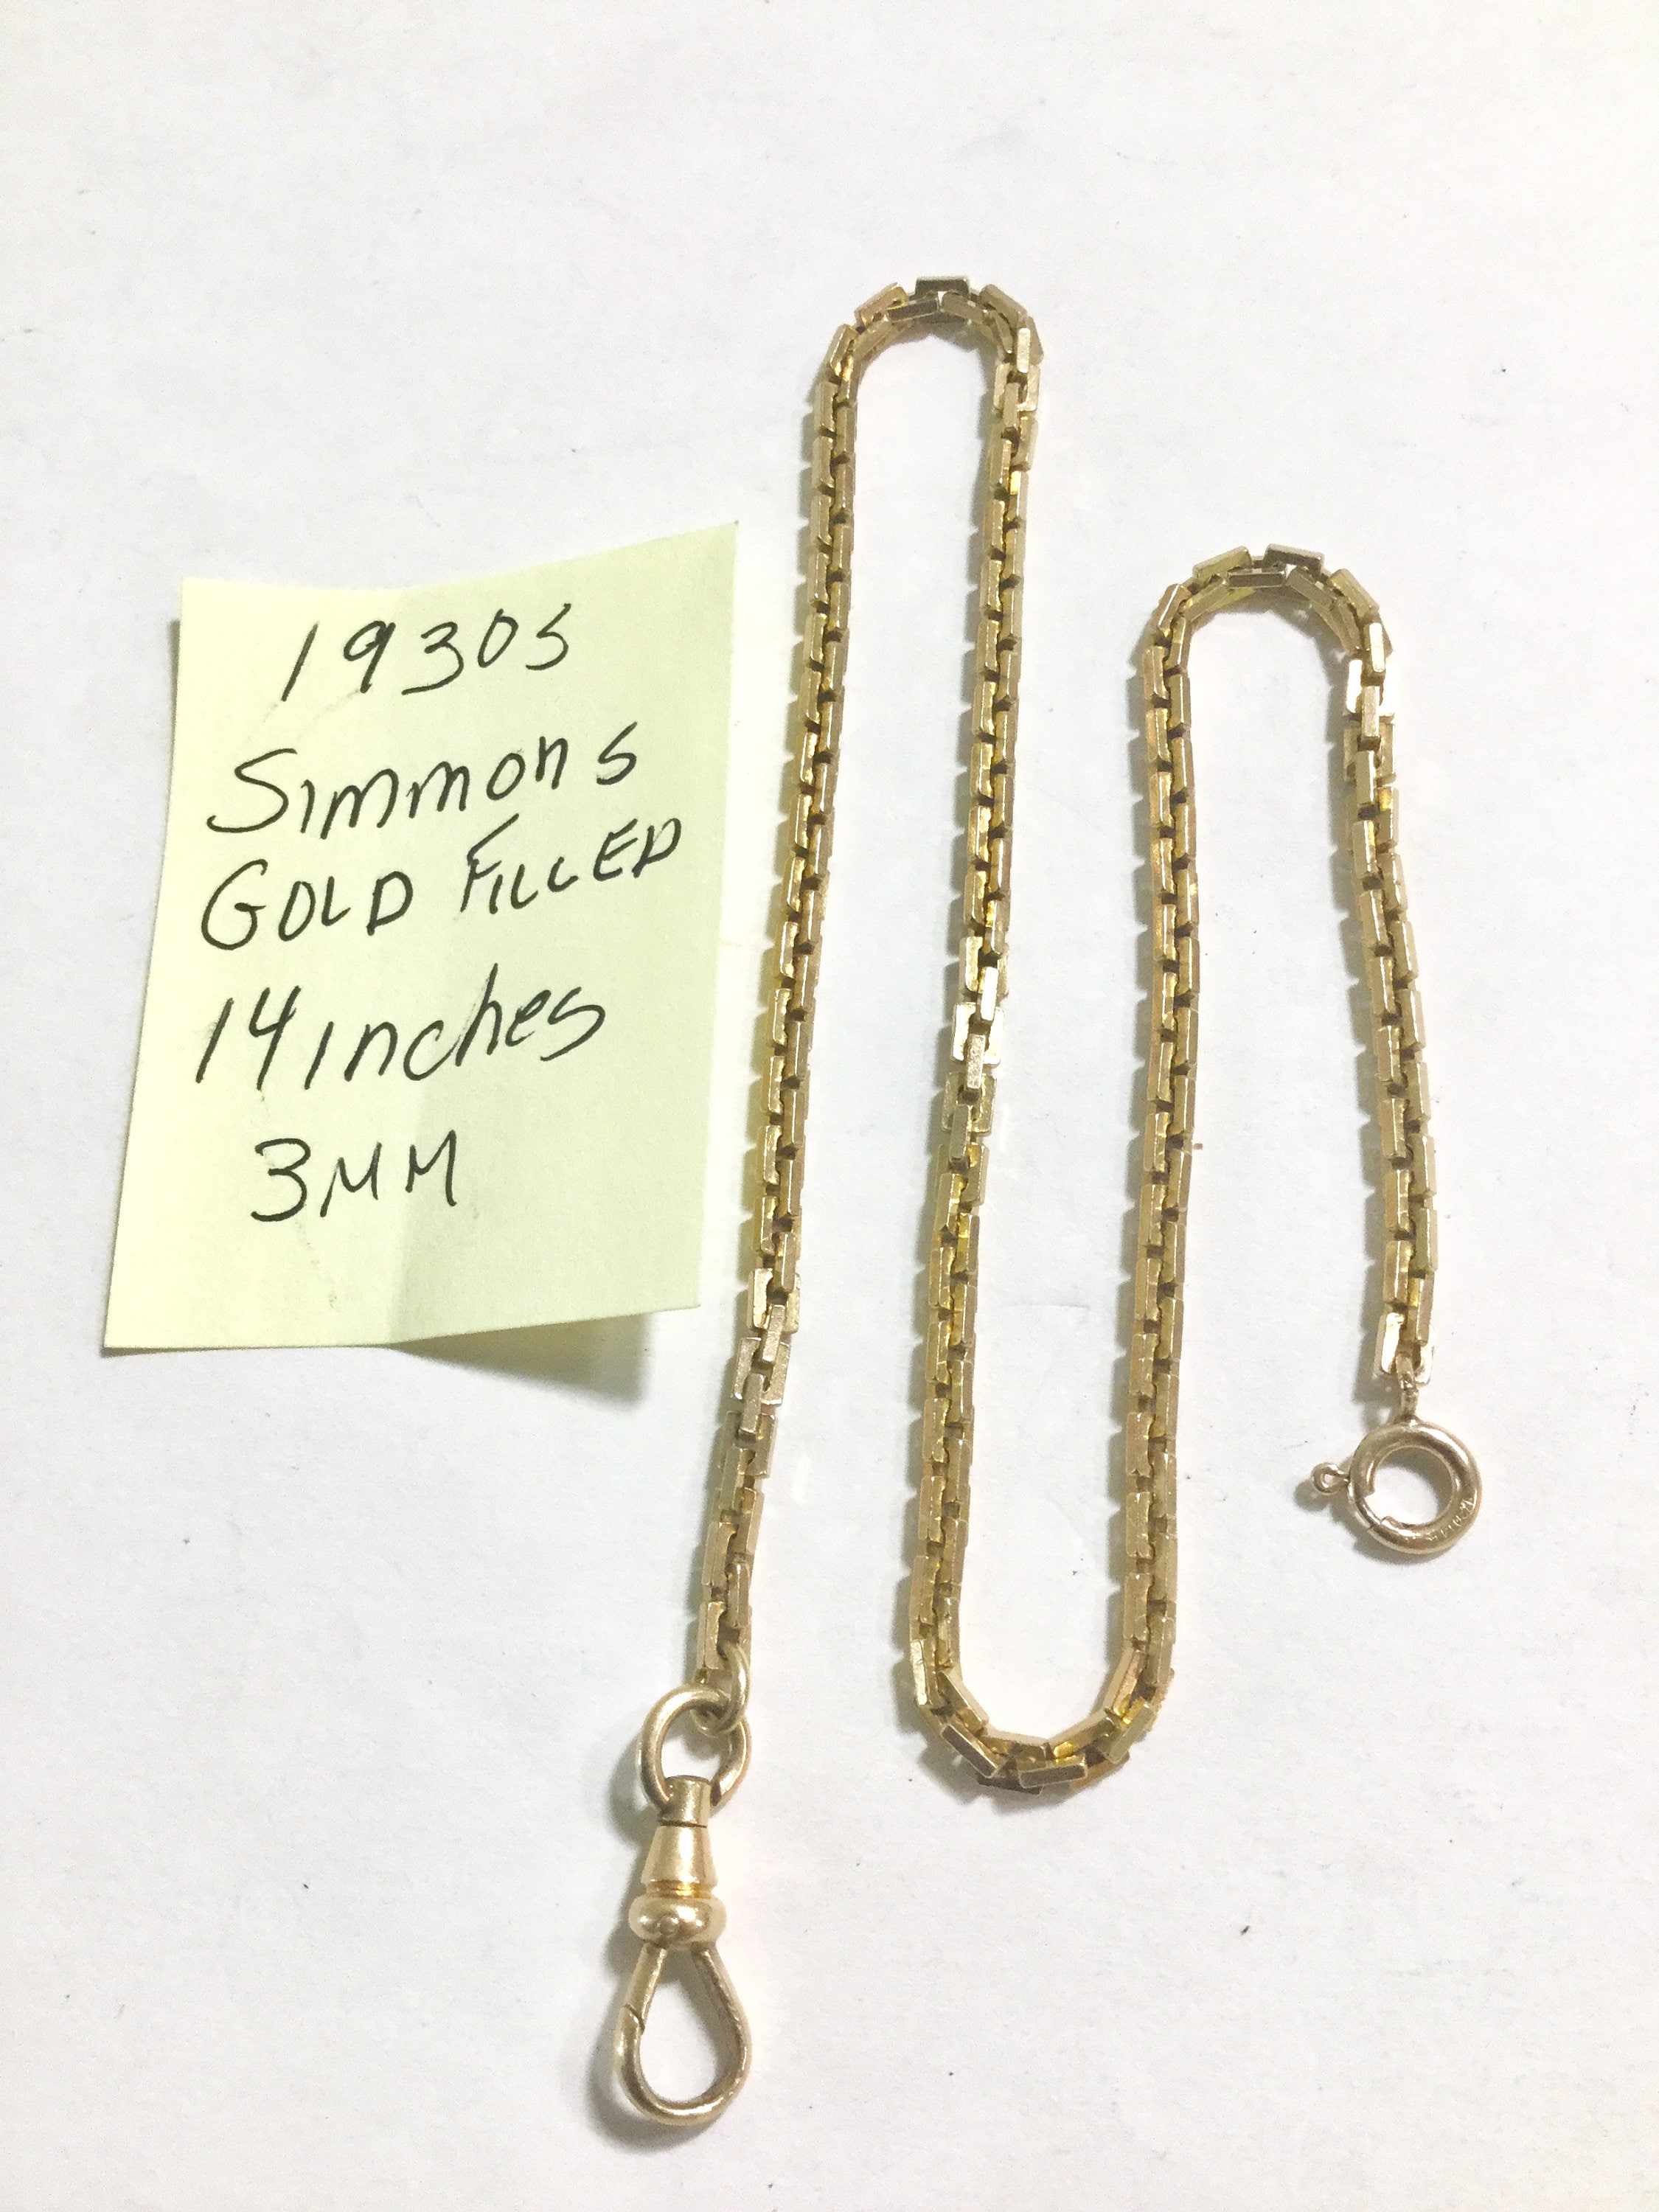 1930s
Simmons
GOLD FILLED
14 inches
3MM